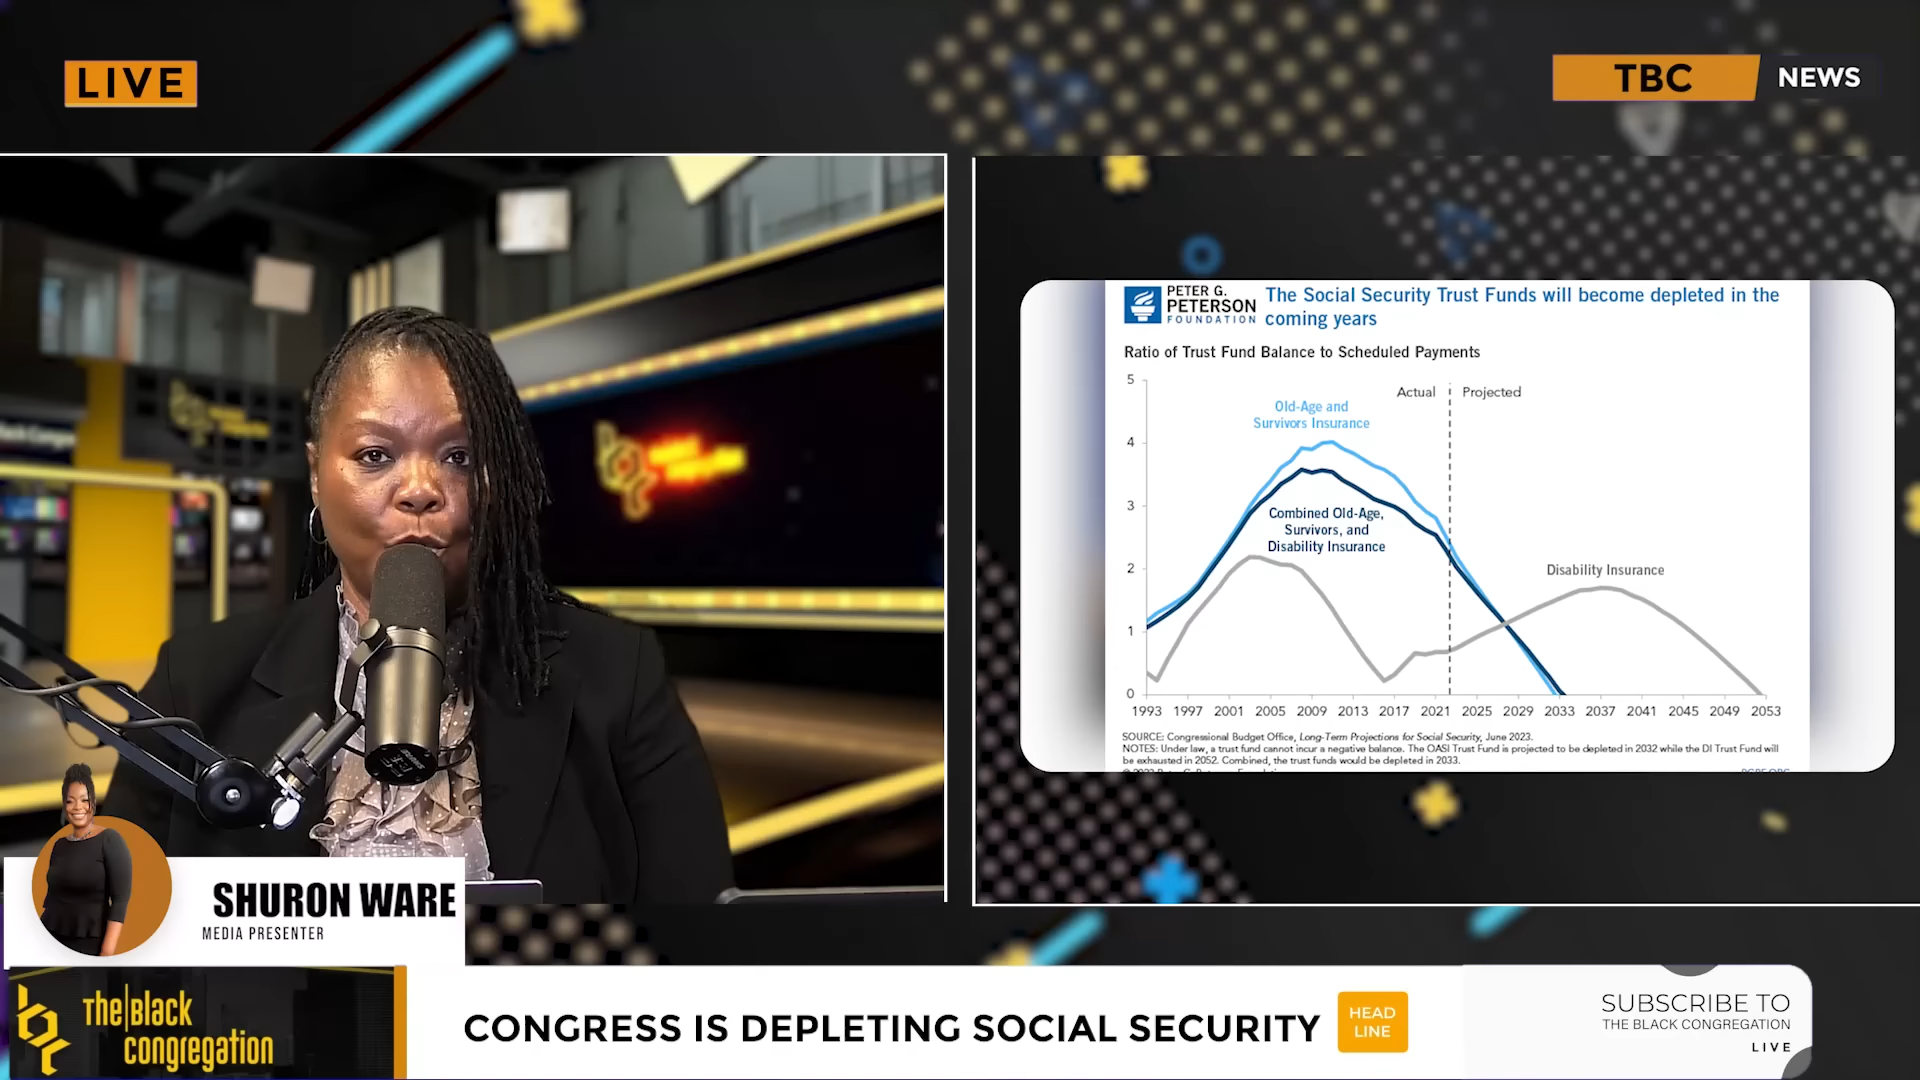 LIVE
TBC NEWS
PETER G.
PETERSON
FOUNDATION
The Social Security Trust Funds will become depleted in the
coming years
Ratio of Trust Fund Balance to Scheduled Payments
5
4
3
2
1
0
Actual
Projected
Old-Age and
Survivors Insurance
Combined Old-Age,
Survivors, and
Disability Insurance
Disability Insurance
1993 1997 2001 2005 2009 2013 2017 2021 2025 2029 2033 2037 2041 2045 2049 2053
SOURCE: Congressional Budget Office, Long-Term Projections for Social Security, June 2023.
NOTES: Under law, a trust fund cannot incur a negative balance. The OASI Trust Fund is projected to be depleted in 2032 while the DI Trust Fund will
be exhausted in 2052. Combined, the trust funds would be depleted in 2033.
SHURON WARE
MEDIA PRESENTER
The Black
congregation
CONGRESS IS DEPLETING SOCIAL SECURITY
HEAD
LINE
SUBSCRIBE TO
THE BLACK CONGREGATION
LIVE